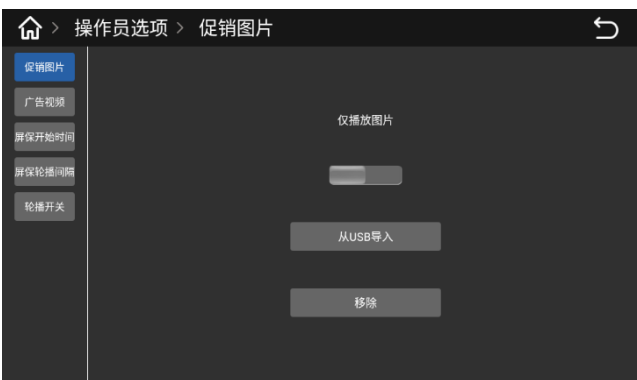 操作员选项 > 促销图片
促销图片
广告视频
屏保开始时间
屏保轮播间隔
轮播开关
仅播放图片
从USB导入
移除